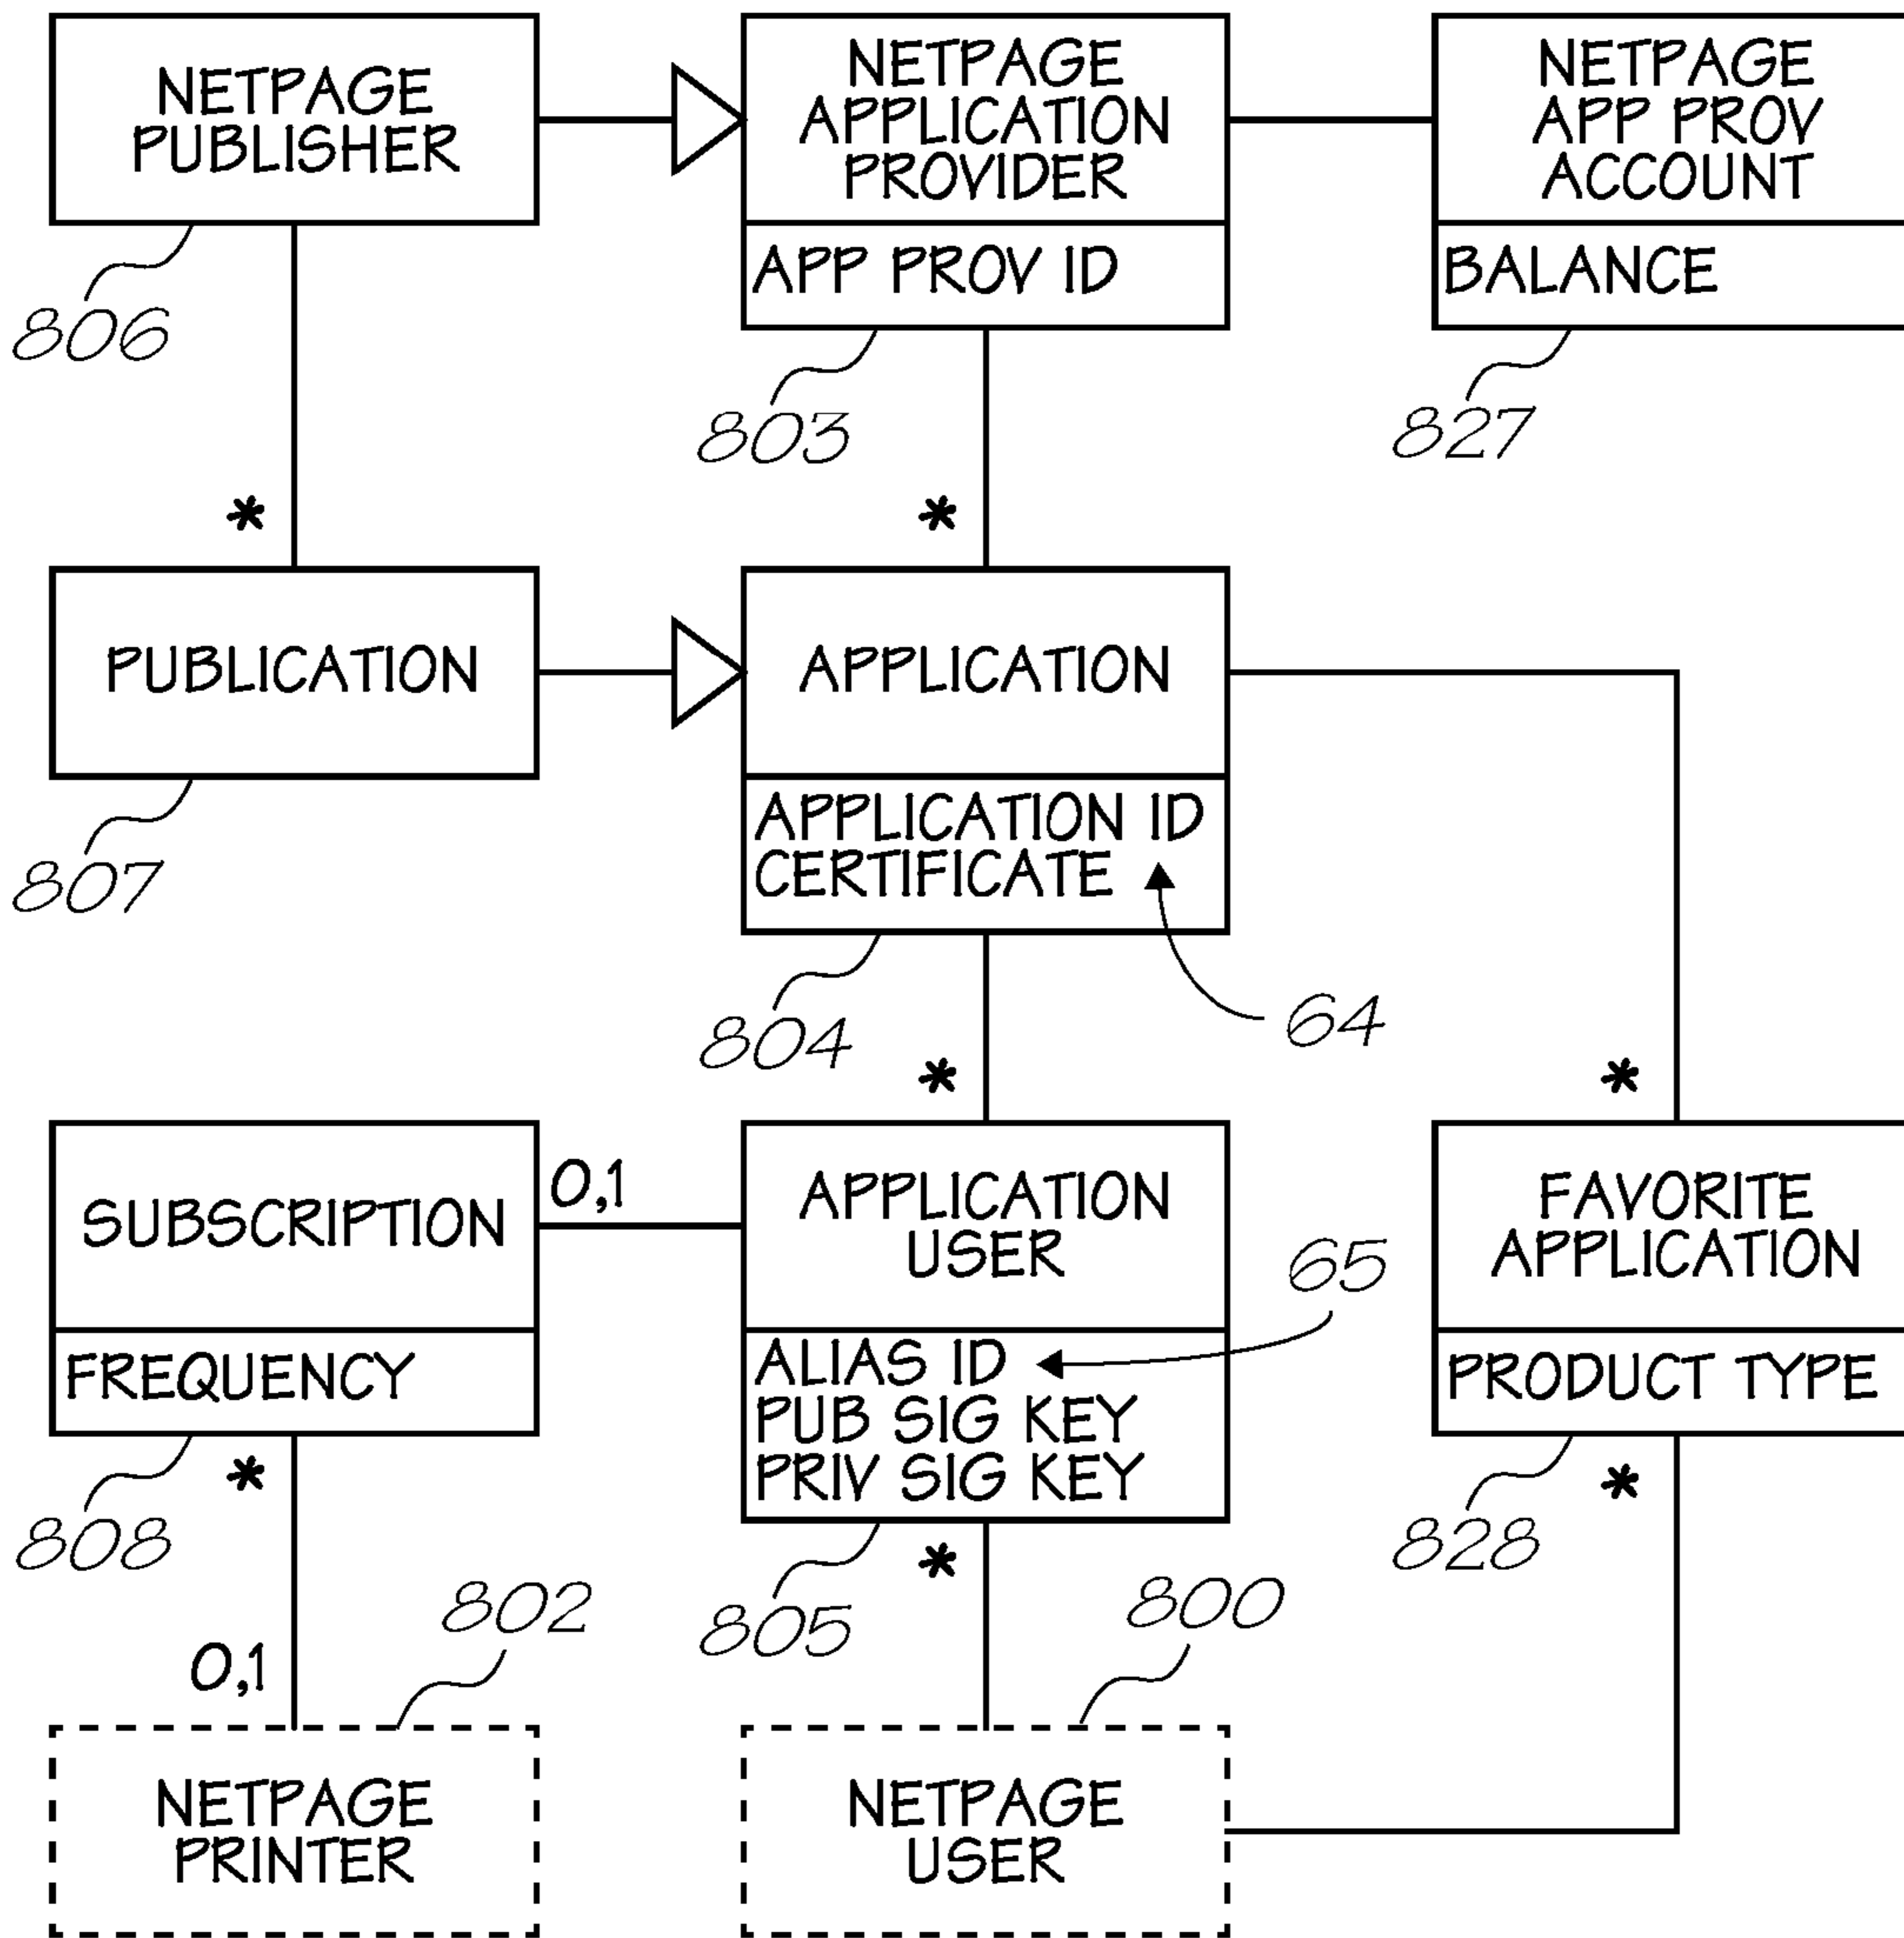 NETPAGE
PUBLISHER
NETPAGE
APPLICATION
PROVIDER
APP PROV ID
NETPAGE
APP PROV
ACCOUNT
BALANCE
806
803
827
*
*
PUBLICATION
APPLICATION
APPLICATION ID
CERTIFICATE
807
804
64
*
*
SUBSCRIPTION
FREQUENCY
0,1
APPLICATION
USER
ALIAS ID
PUB SIG KEY
PRIV SIG KEY
65
FAVORITE
APPLICATION
PRODUCT TYPE
808
*
805
*
828
*
802
800
0,1
NETPAGE
PRINTER
NETPAGE
USER